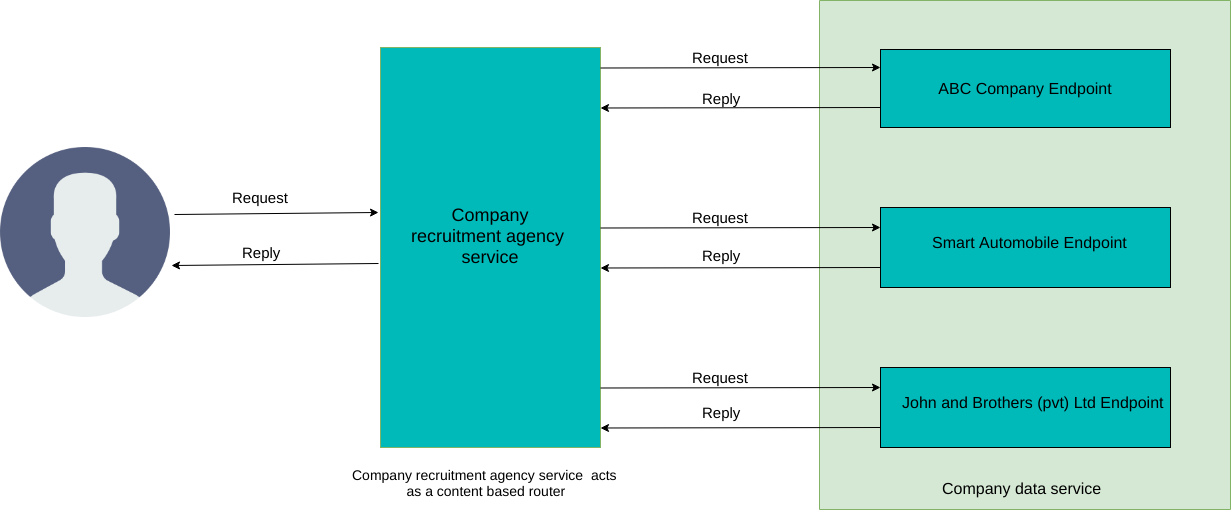 Request
Reply
Company
recruitment agency
service
Company recruitment agency service  acts
as a content based router
Request
Reply
ABC Company Endpoint
Request
Reply
Smart Automobile Endpoint
Request
Reply
John and Brothers (pvt) Ltd Endpoint
Company data service